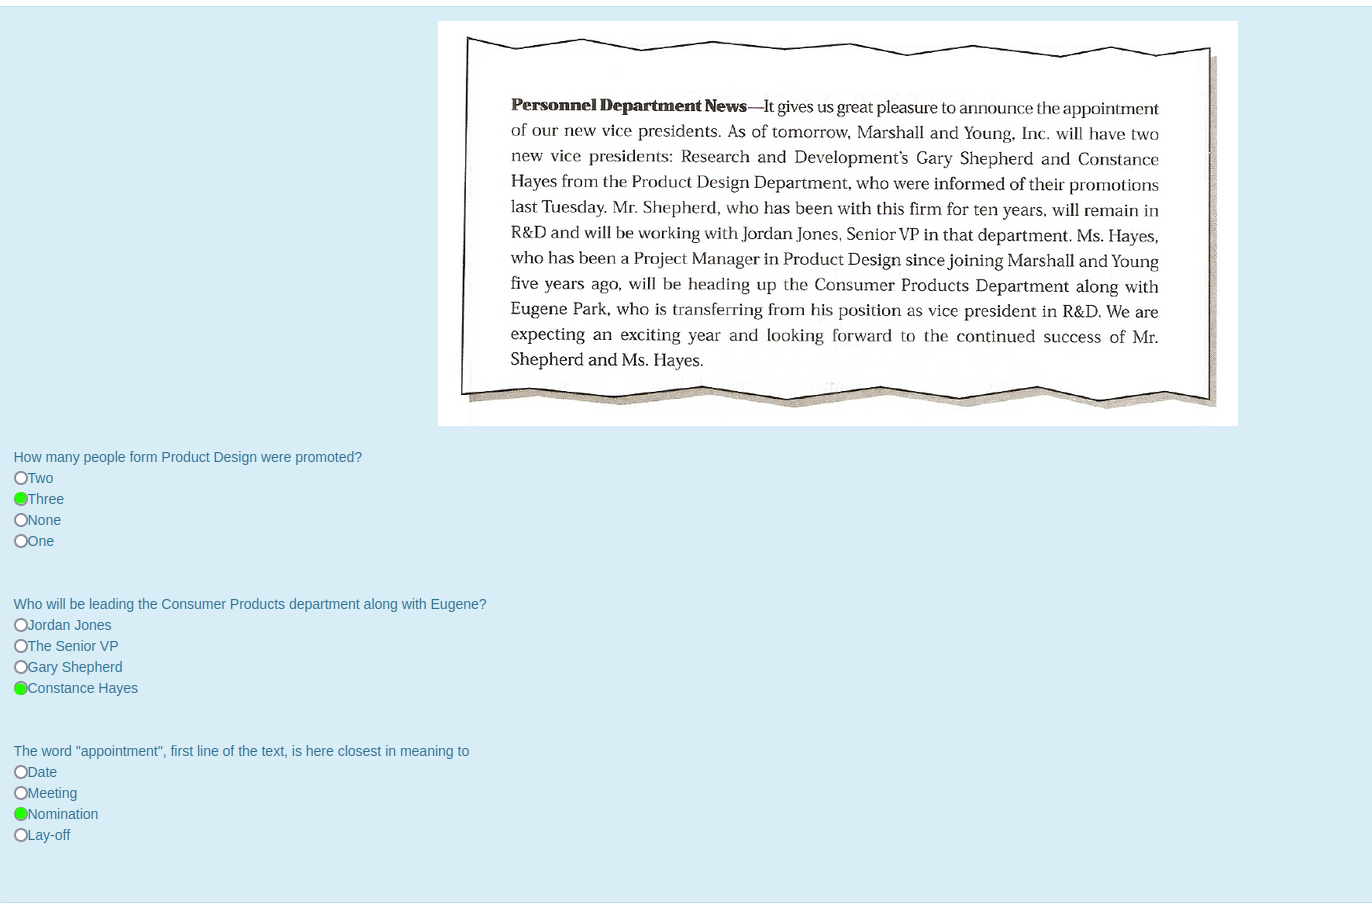 Personnel Department News—It gives us great pleasure to announce the appointment
of our new vice presidents. As of tomorrow, Marshall and Young, Inc. will have two
new vice presidents: Research and Development's Gary Shepherd and Constance
Hayes from the Product Design Department, who were informed of their promotions
last Tuesday. Mr. Shepherd, who has been with this firm for ten years, will remain in
R&D and will be working with Jordan Jones, Senior VP in that department. Ms. Hayes,
who has been a Project Manager in Product Design since joining Marshall and Young
five years ago, will be heading up the Consumer Products Department along with
Eugene Park, who is transferring from his position as vice president in R&D. We are
expecting an exciting year and looking forward to the continued success of Mr.
Shepherd and Ms. Hayes.
How many people form Product Design were promoted?
Two
Three
None
One
Who will be leading the Consumer Products department along with Eugene?
Jordan Jones
The Senior VP
Gary Shepherd
Constance Hayes
The word "appointment", first line of the text, is here closest in meaning to
Date
Meeting
Nomination
Lay-off